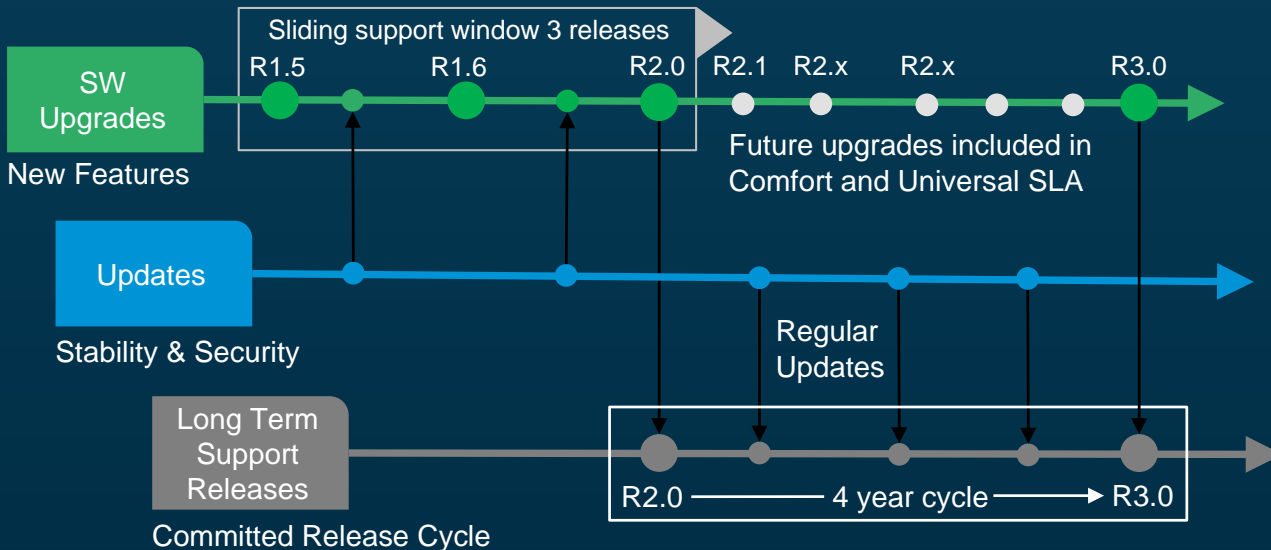 Sliding support window 3 releases
SW
Upgrades
R1.5
R1.6
R2.0
R2.1
R2.x
R2.x
R3.0
New Features
Future upgrades included in
Comfort and Universal SLA
Updates
Stability & Security
Regular
Updates
Long Term
Support
Releases
R2.0
4 year cycle
R3.0
Committed Release Cycle